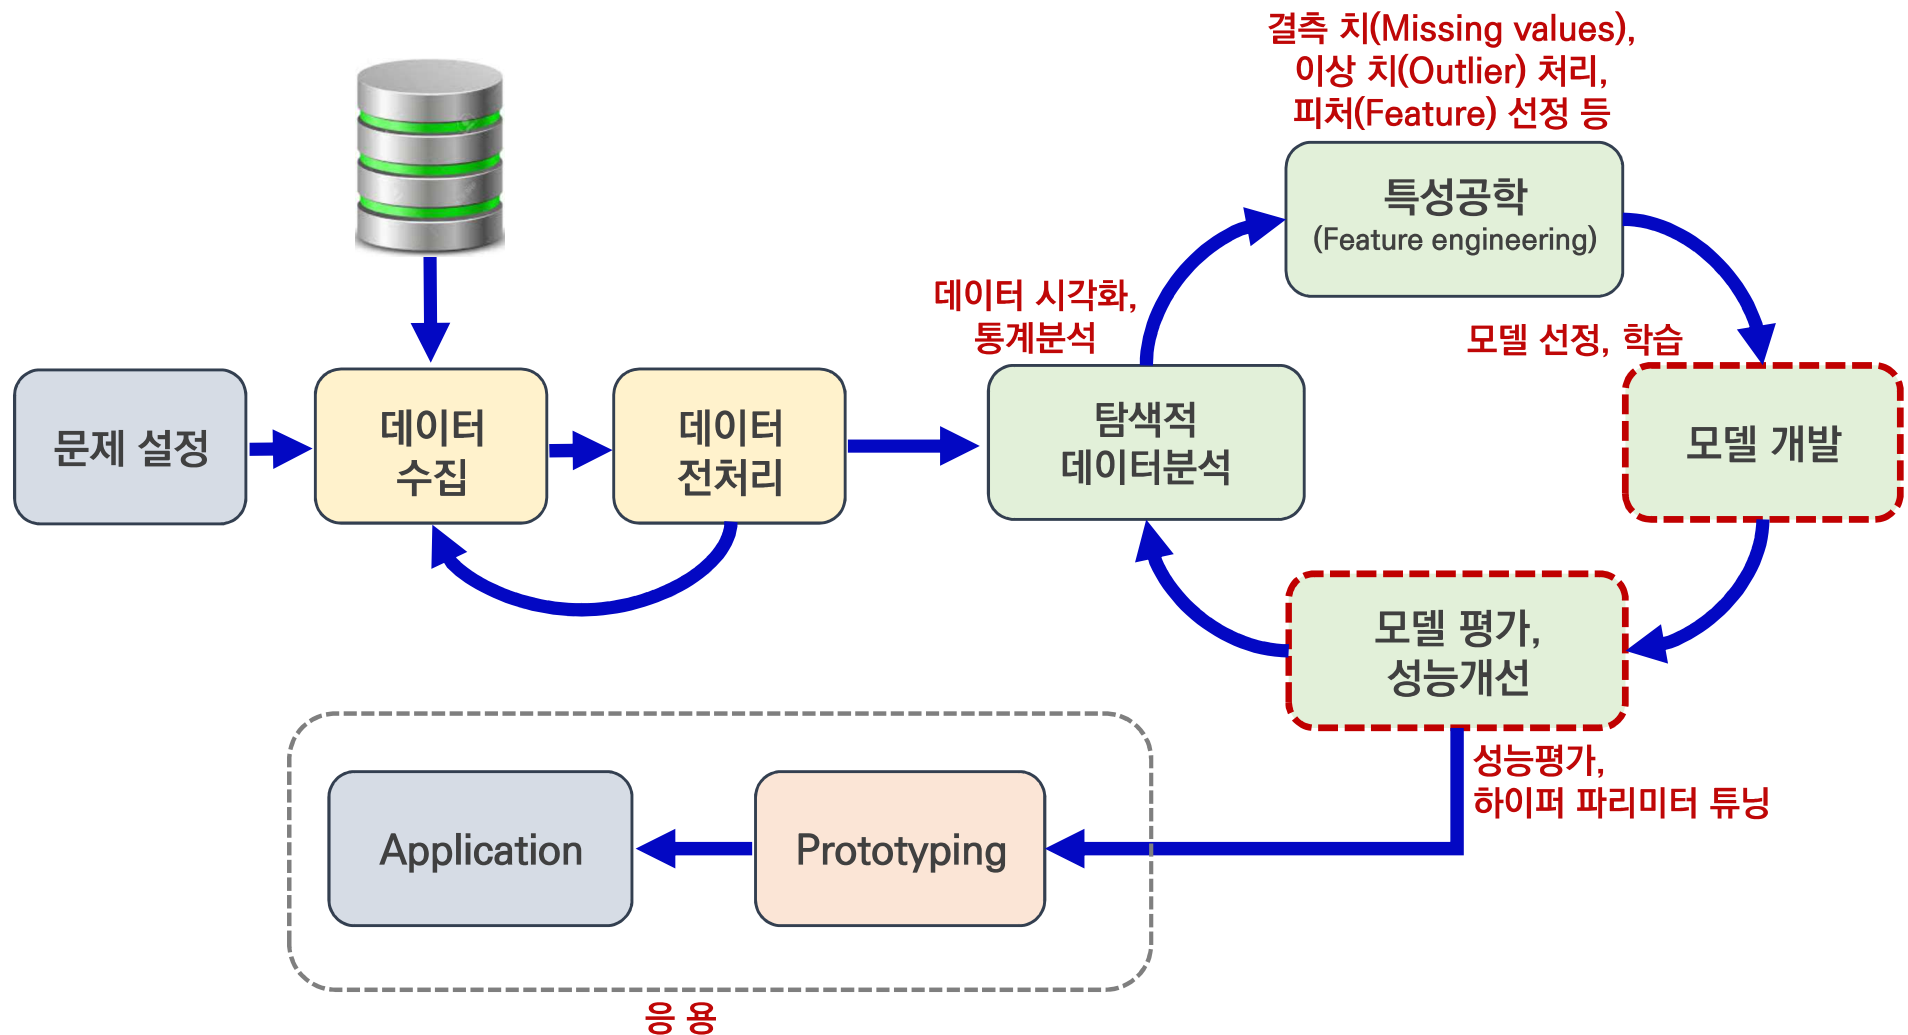 결측 치(Missing values),
이상 치(Outlier) 처리,
피처(Feature) 선정 등
특성공학
(Feature engineering)
데이터 시각화,
통계분석
모델 선정, 학습
문제 설정
데이터
수집
데이터
전처리
탐색적
데이터분석
모델 개발
모델 평가,
성능개선
성능평가,
하이퍼 파리미터 튜닝
Application
Prototyping
응 용